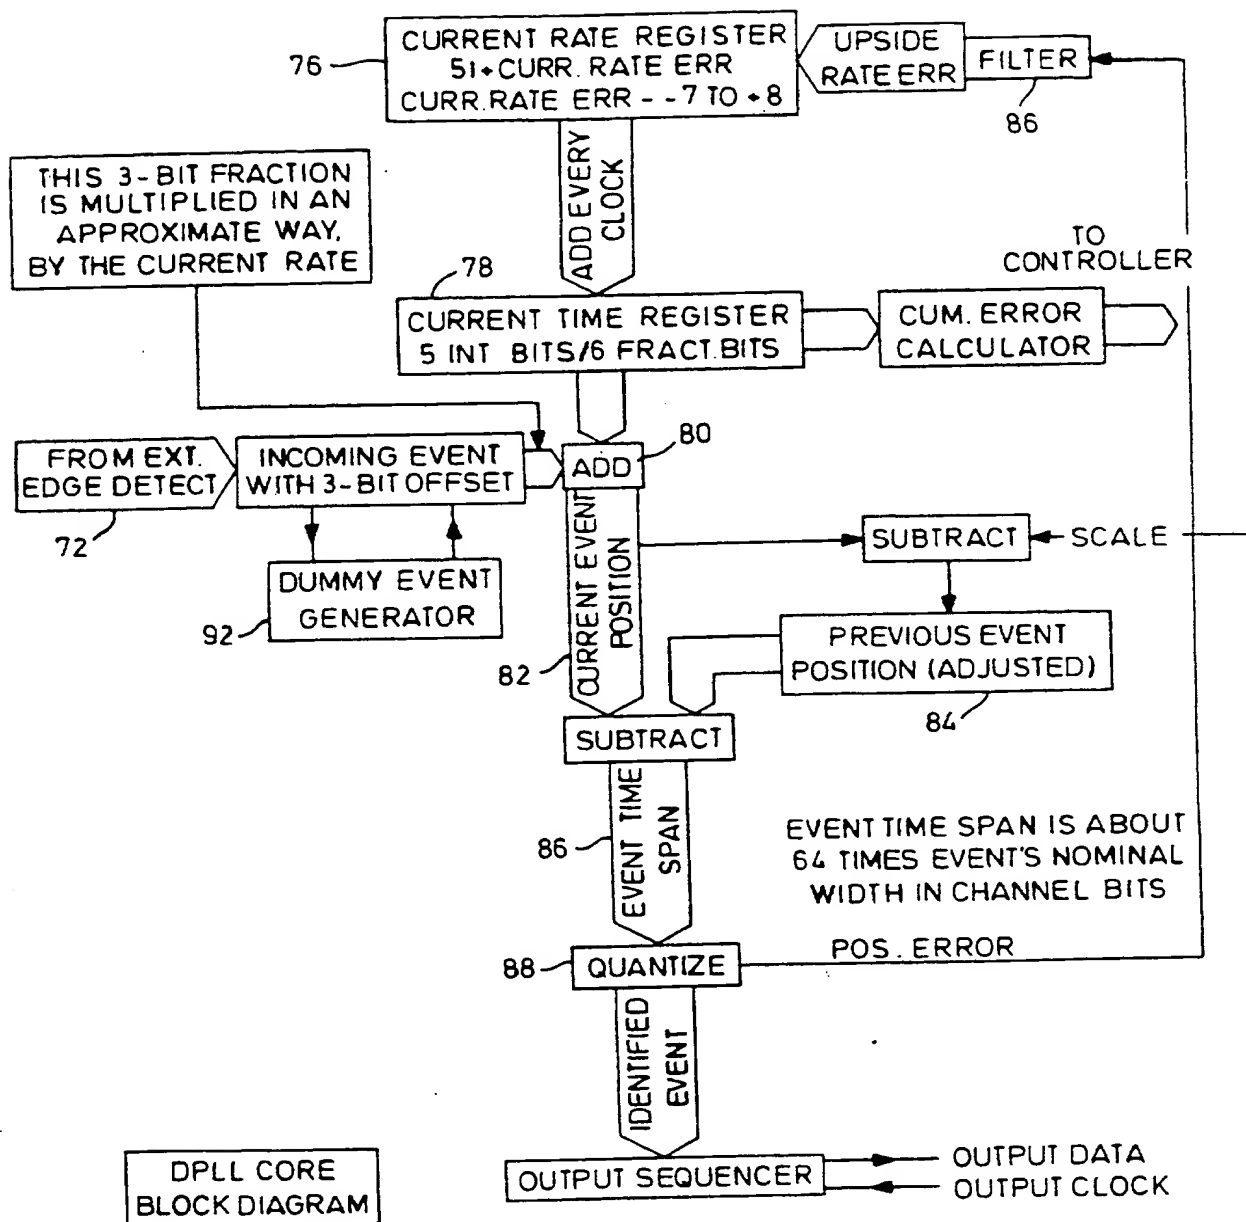 CURRENT RATE REGISTER
51+CURR. RATE ERR
CURR. RATE ERR - -7 TO +8
76
UPSIDE
RATE ERR
FILTER
86
THIS 3-BIT FRACTION
IS MULTIPLIED IN AN
APPROXIMATE WAY,
BY THE CURRENT RATE
ADD EVERY
CLOCK
TO
CONTROLLER
78
CURRENT TIME REGISTER
5 INT BITS/6 FRACT. BITS
CUM. ERROR
CALCULATOR
FROM EXT.
EDGE DETECT
72
INCOMING EVENT
WITH 3-BIT OFFSET
ADD
80
DUMMY EVENT
GENERATOR
92
CURRENT EVENT
POSITION
82
SUBTRACT
SCALE
PREVIOUS EVENT
POSITION (ADJUSTED)
84
SUBTRACT
EVENT TIME
SPAN
86
EVENT TIME SPAN IS ABOUT
64 TIMES EVENT'S NOMINAL
WIDTH IN CHANNEL BITS
88
QUANTIZE
POS. ERROR
IDENTIFIED
EVENT
DPLL CORE
BLOCK DIAGRAM
OUTPUT SEQUENCER
OUTPUT DATA
OUTPUT CLOCK